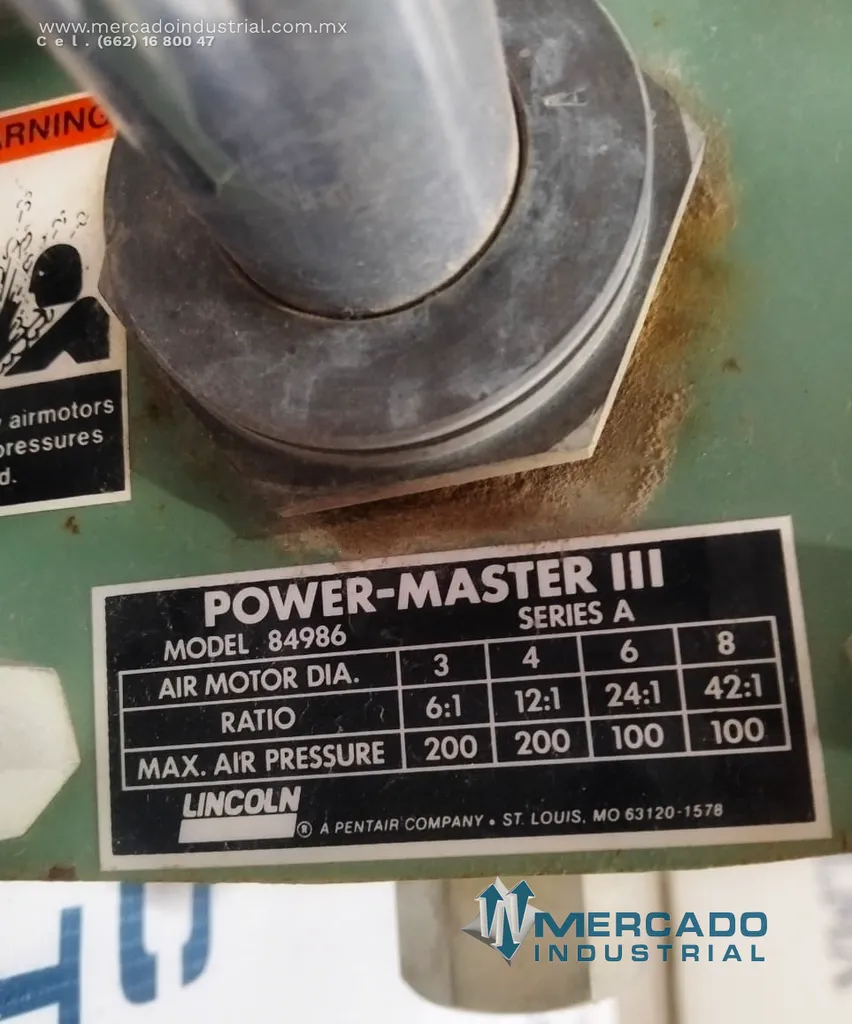 www.mercadoindustrial.com.mx
Cel. (662) 16 800 47
ARNING
airmotors
pressures
d.
POWER-MASTER III
MODEL 84986 SERIES A
AIR MOTOR DIA. 3 4 6 8
RATIO 6:1 12:1 24:1 42:1
MAX. AIR PRESSURE 200 200 100 100
LINCOLN
® A PENTAIR COMPANY • ST. LOUIS, MO 63120-1578
MERCADO
INDUSTRIAL